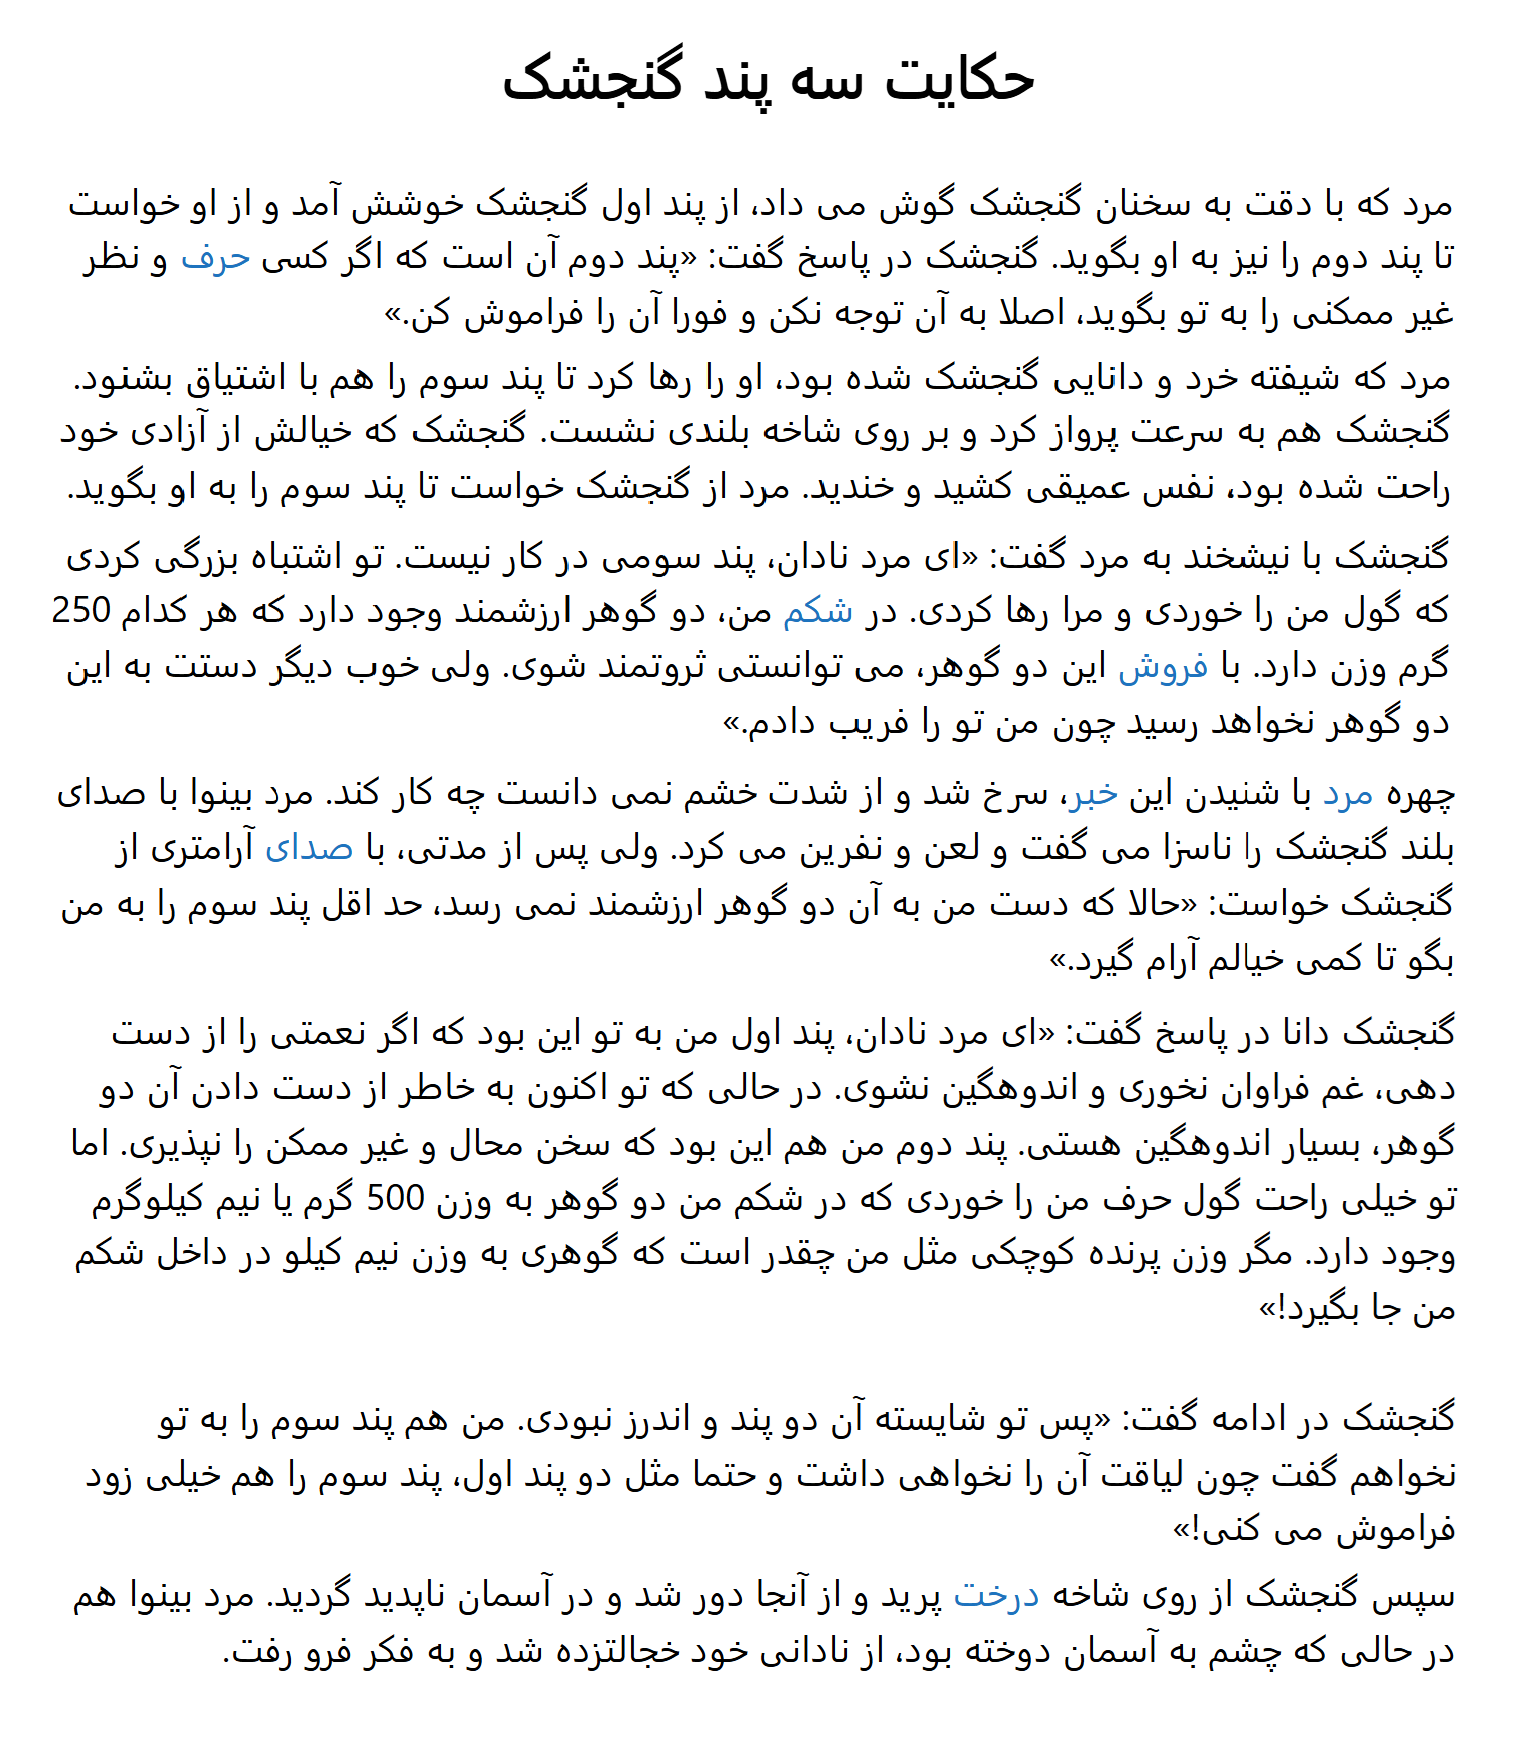 حکایت سه پند گنجشک
مرد که با دقت به سخنان گنجشک گوش می داد، از پند اول گنجشک خوشش آمد و از او خواست
تا پند دوم را نیز به او بگوید. گنجشک در پاسخ گفت: «پند دوم آن است که اگر کسی حرف و نظر
غیر ممکنی را به تو بگوید، اصلا به آن توجه نکن و فورا آن را فراموش کن.»
مرد که شیفته خرد و دانایی گنجشک شده بود، او را رها کرد تا پند سوم را هم با اشتیاق بشنود.
گنجشک هم به سرعت پرواز کرد و بر روی شاخه بلندی نشست. گنجشک که خیالش از آزادی خود
راحت شده بود، نفس عمیقی کشید و خندید. مرد از گنجشک خواست تا پند سوم را به او بگوید.
گنجشک با نیشخند به مرد گفت: «ای مرد نادان، پند سومی در کار نیست. تو اشتباه بزرگی کردی
که گول من را خوردی و مرا رها کردی. در شکم من، دو گوهر ارزشمند وجود دارد که هر کدام 250
گرم وزن دارد. با فروش این دو گوهر، می توانستی ثروتمند شوی. ولی خوب دیگر دستت به این
دو گوهر نخواهد رسید چون من تو را فریب دادم.»
چهره مرد با شنیدن این خبر، سرخ شد و از شدت خشم نمی دانست چه کار کند. مرد بینوا با صدای
بلند گنجشک را ناسزا می گفت و لعن و نفرین می کرد. ولی پس از مدتی، با صدای آرامتری از
گنجشک خواست: «حالا که دست من به آن دو گوهر ارزشمند نمی رسد، حد اقل پند سوم را به من
بگو تا کمی خیالم آرام گیرد.»
گنجشک دانا در پاسخ گفت: «ای مرد نادان، پند اول من به تو این بود که اگر نعمتی را از دست
دهی، غم فراوان نخوری و اندوهگین نشوی. در حالی که تو اکنون به خاطر از دست دادن آن دو
گوهر، بسیار اندوهگین هستی. پند دوم من هم این بود که سخن محال و غیر ممکن را نپذیری. اما
تو خیلی راحت گول حرف من را خوردی که در شکم من دو گوهر به وزن 500 گرم یا نیم کیلوگرم
وجود دارد. مگر وزن پرنده کوچکی مثل من چقدر است که گوهری به وزن نیم کیلو در داخل شکم
من جا بگیرد!»
گنجشک در ادامه گفت: «پس تو شایسته آن دو پند و اندرز نبودی. من هم پند سوم را به تو
نخواهم گفت چون لیاقت آن را نخواهی داشت و حتما مثل دو پند اول، پند سوم را هم خیلی زود
فراموش می کنی!»
سپس گنجشک از روی شاخه درخت پرید و از آنجا دور شد و در آسمان ناپدید گردید. مرد بینوا هم
در حالی که چشم به آسمان دوخته بود، از نادانی خود خجالتزده شد و به فکر فرو رفت.